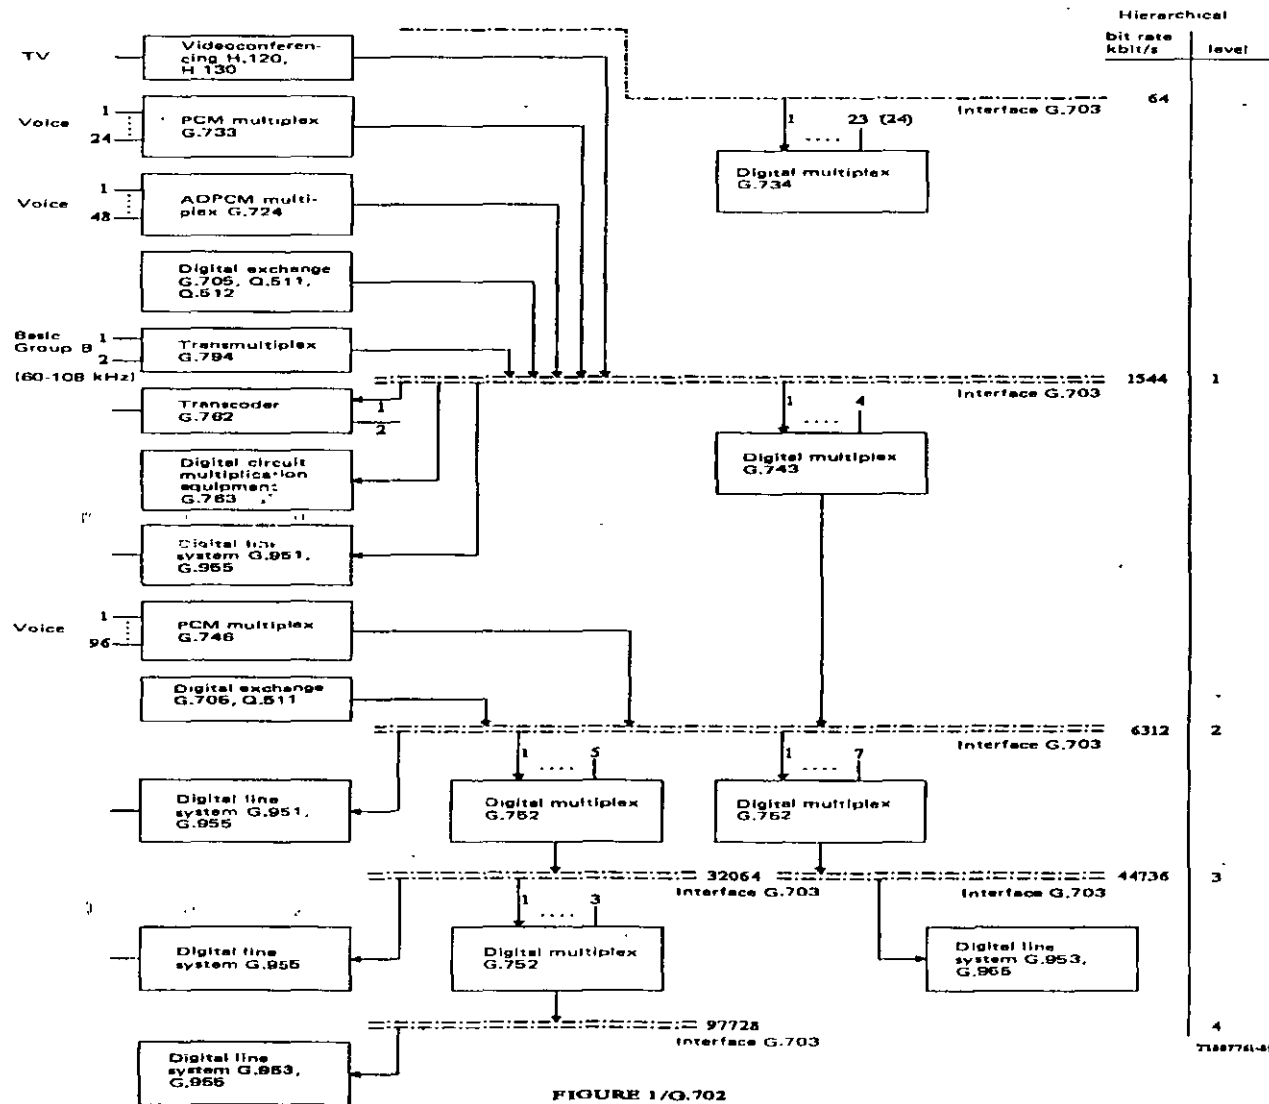 Hierarchical
bit rate
kbit/s
level
TV
Videoconferen-
cing H.120,
H 130
64
Interface G.703
Voice
1
24
PCM multiplex
G.733
1
23 (24)
Digital multiplex
G.734
Voice
1
48
ADPCM multi-
plex G.724
Digital exchange
G.705, Q.511,
Q.512
Basic
Group B
1
2
(60-108 kHz)
Transmultiplex
G.794
1544
1
Interface G.703
Transcoder
G.762
1
2
1
4
Digital multiplex
G.743
Digital circuit
multiplication
equipment
G.763
Digital line
system G.951,
G.955
Voice
1
96
PCM multiplex
G.746
Digital exchange
G.705, Q.511
6312
2
Interface G.703
1
5
1
7
Digital line
system G.951,
G.955
Digital multiplex
G.752
Digital multiplex
G.752
32064
Interface G.703
44736
3
Interface G.703
1
3
Digital line
system G.955
Digital multiplex
G.752
Digital line
system G.953,
G.955
97728
Interface G.703
4
Digital line
system G.953,
G.955
FIGURE 1/G.702